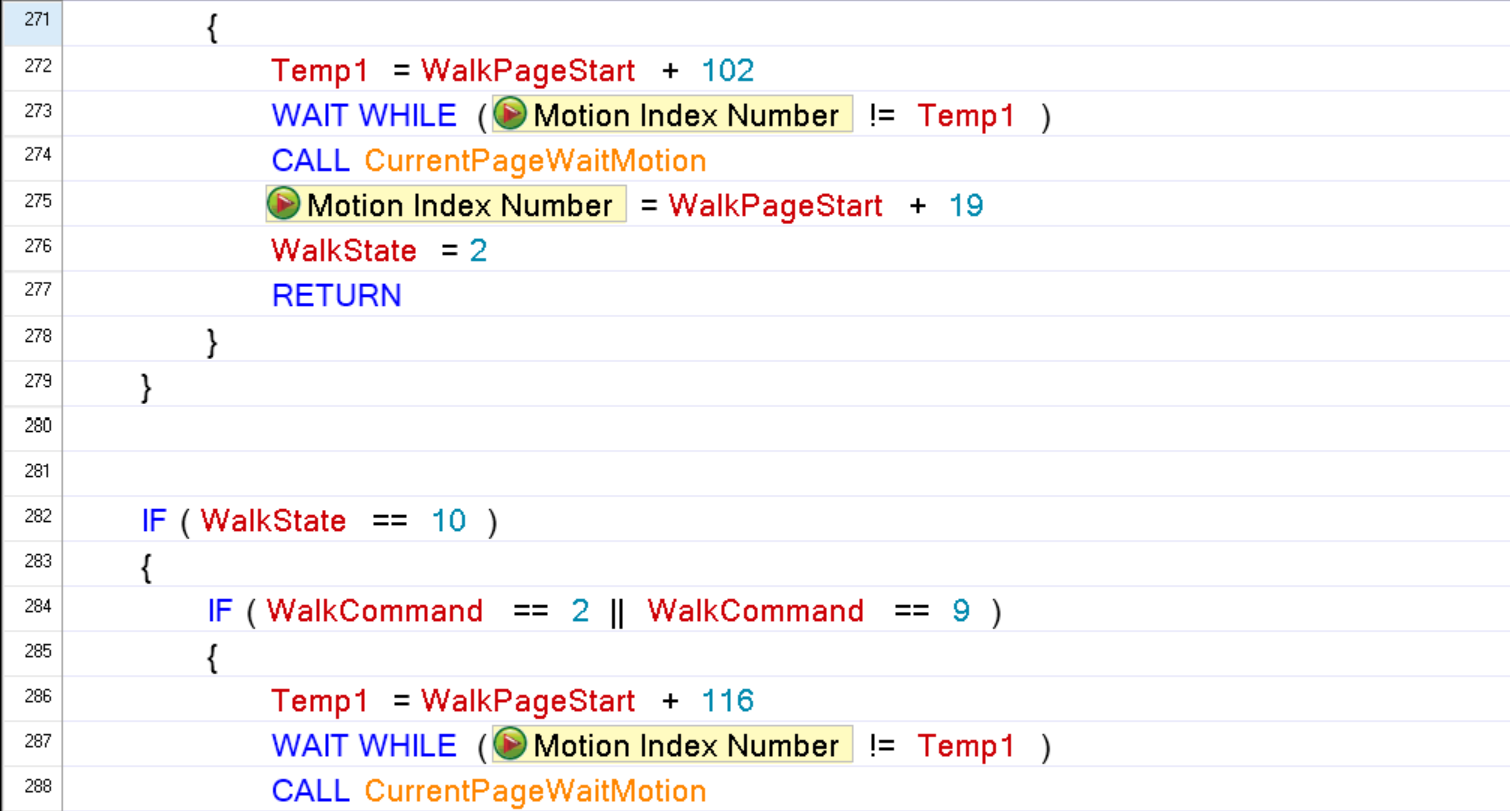 271 {
272 Temp1 = WalkPageStart + 102
273 WAIT WHILE ( Motion Index Number != Temp1 )
274 CALL CurrentPageWaitMotion
275 Motion Index Number = WalkPageStart + 19
276 WalkState = 2
277 RETURN
278 }
279 }
280
281
282 IF ( WalkState == 10 )
283 {
284 IF ( WalkCommand == 2 || WalkCommand == 9 )
285 {
286 Temp1 = WalkPageStart + 116
287 WAIT WHILE ( Motion Index Number != Temp1 )
288 CALL CurrentPageWaitMotion